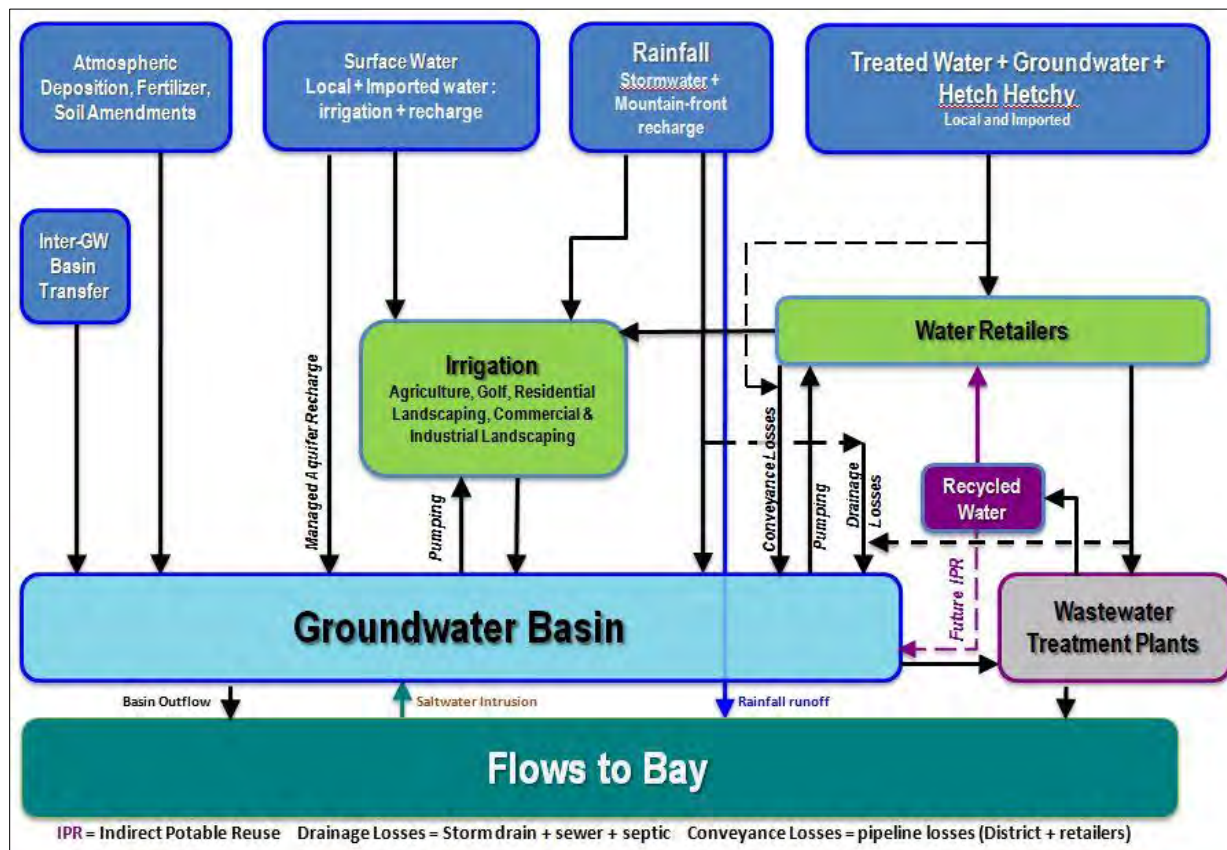 Atmospheric
Deposition, Fertilizer,
Soil Amendments
Surface Water
Local + Imported water :
irrigation + recharge
Rainfall
Stormwater +
Mountain-front
recharge
Treated Water + Groundwater +
Hetch Hetchy
Local and Imported
Inter-GW
Basin
Transfer
Water Retailers
Irrigation
Agriculture, Golf, Residential
Landscaping, Commercial &
Industrial Landscaping
Managed Aquifer Recharge
Pumping
Conveyance Losses
Pumping
Drainage
Losses
Recycled
Water
Future IPR
Groundwater Basin
Wastewater
Treatment Plants
Basin Outflow
Saltwater Intrusion
Rainfall runoff
Flows to Bay
IPR = Indirect Potable Reuse Drainage Losses = Storm drain + sewer + septic Conveyance Losses = pipeline losses (District + retailers)